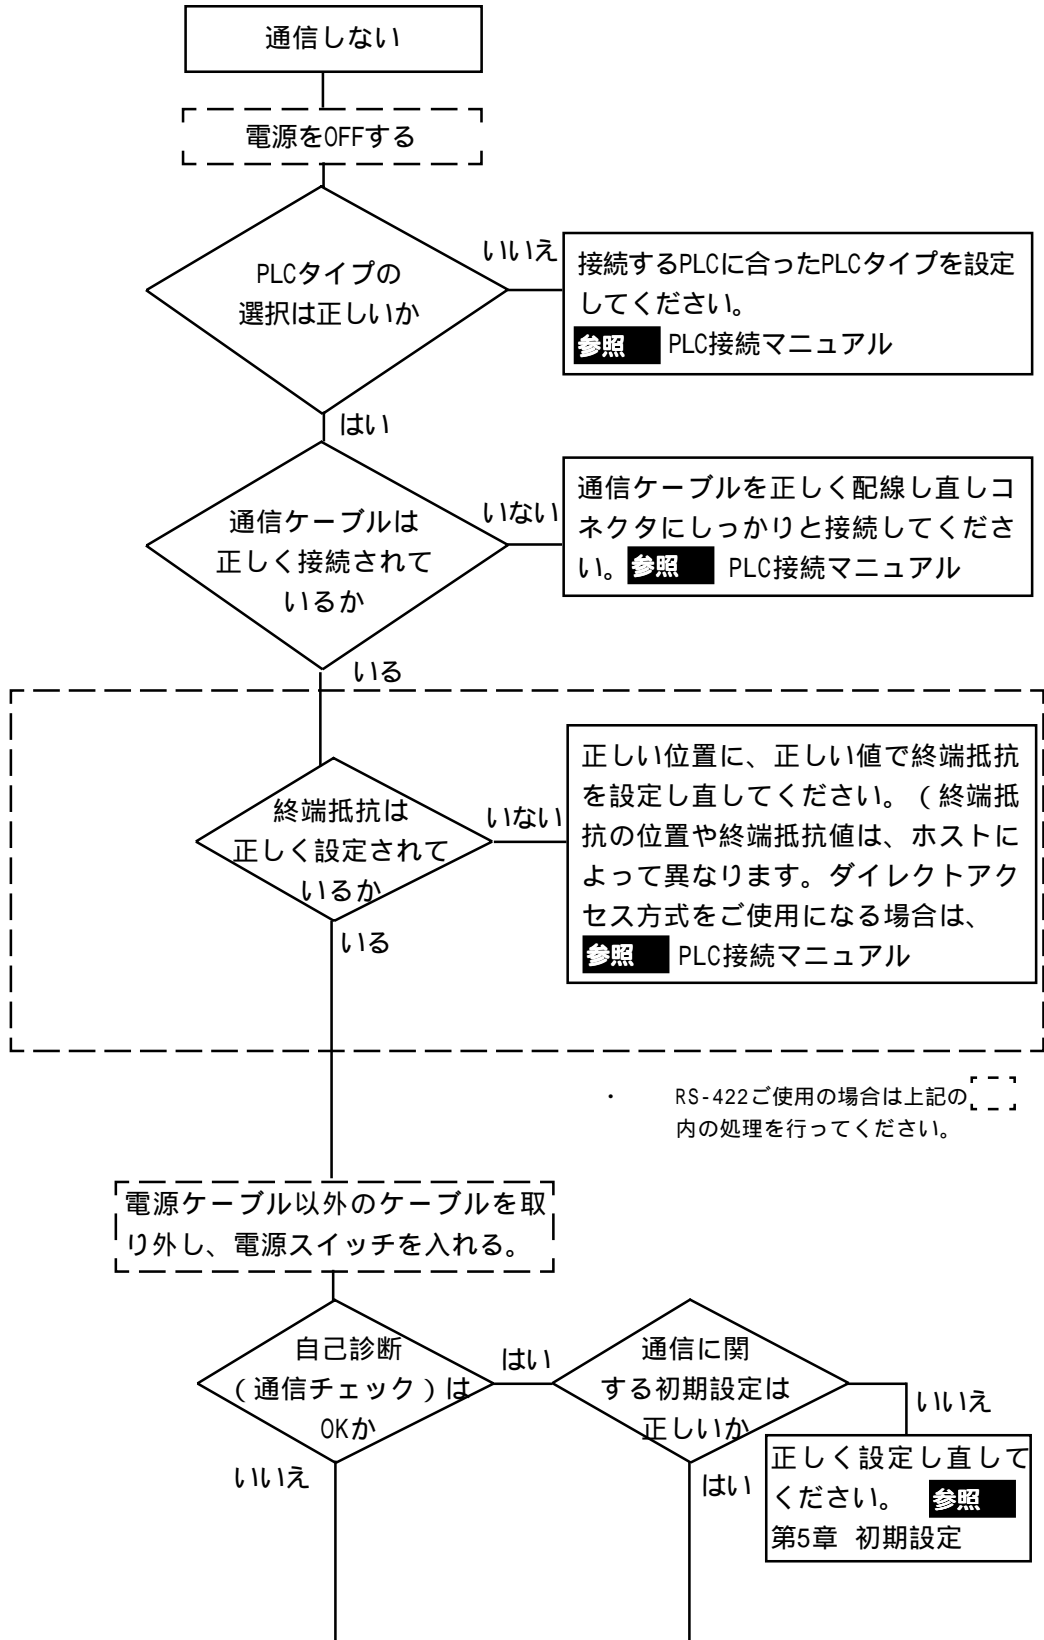 通信しない
電源をOFFする
PLCタイプの
選択は正しいか
いいえ
接続するPLCに合ったPLCタイプを設定
してください。
参照 PLC接続マニュアル
はい
通信ケーブルは
正しく接続されて
いるか
いない
通信ケーブルを正しく配線し直しコ
ネクタにしっかりと接続してくださ
い。参照 PLC接続マニュアル
いる
終端抵抗は
正しく設定されて
いるか
いない
正しい位置に、正しい値で終端抵抗
を設定し直してください。(終端抵
抗の位置や終端抵抗値は、ホストに
よって異なります。ダイレクトアク
セス方式をご使用になる場合は、
参照 PLC接続マニュアル
いる
・ RS-422ご使用の場合は上記の
内の処理を行ってください。
電源ケーブル以外のケーブルを取
り外し、電源スイッチを入れる。
自己診断
(通信チェック)は
OKか
はい
通信に関
する初期設定は
正しいか
いいえ
正しく設定し直して
ください。 参照
第5章 初期設定
いいえ
はい